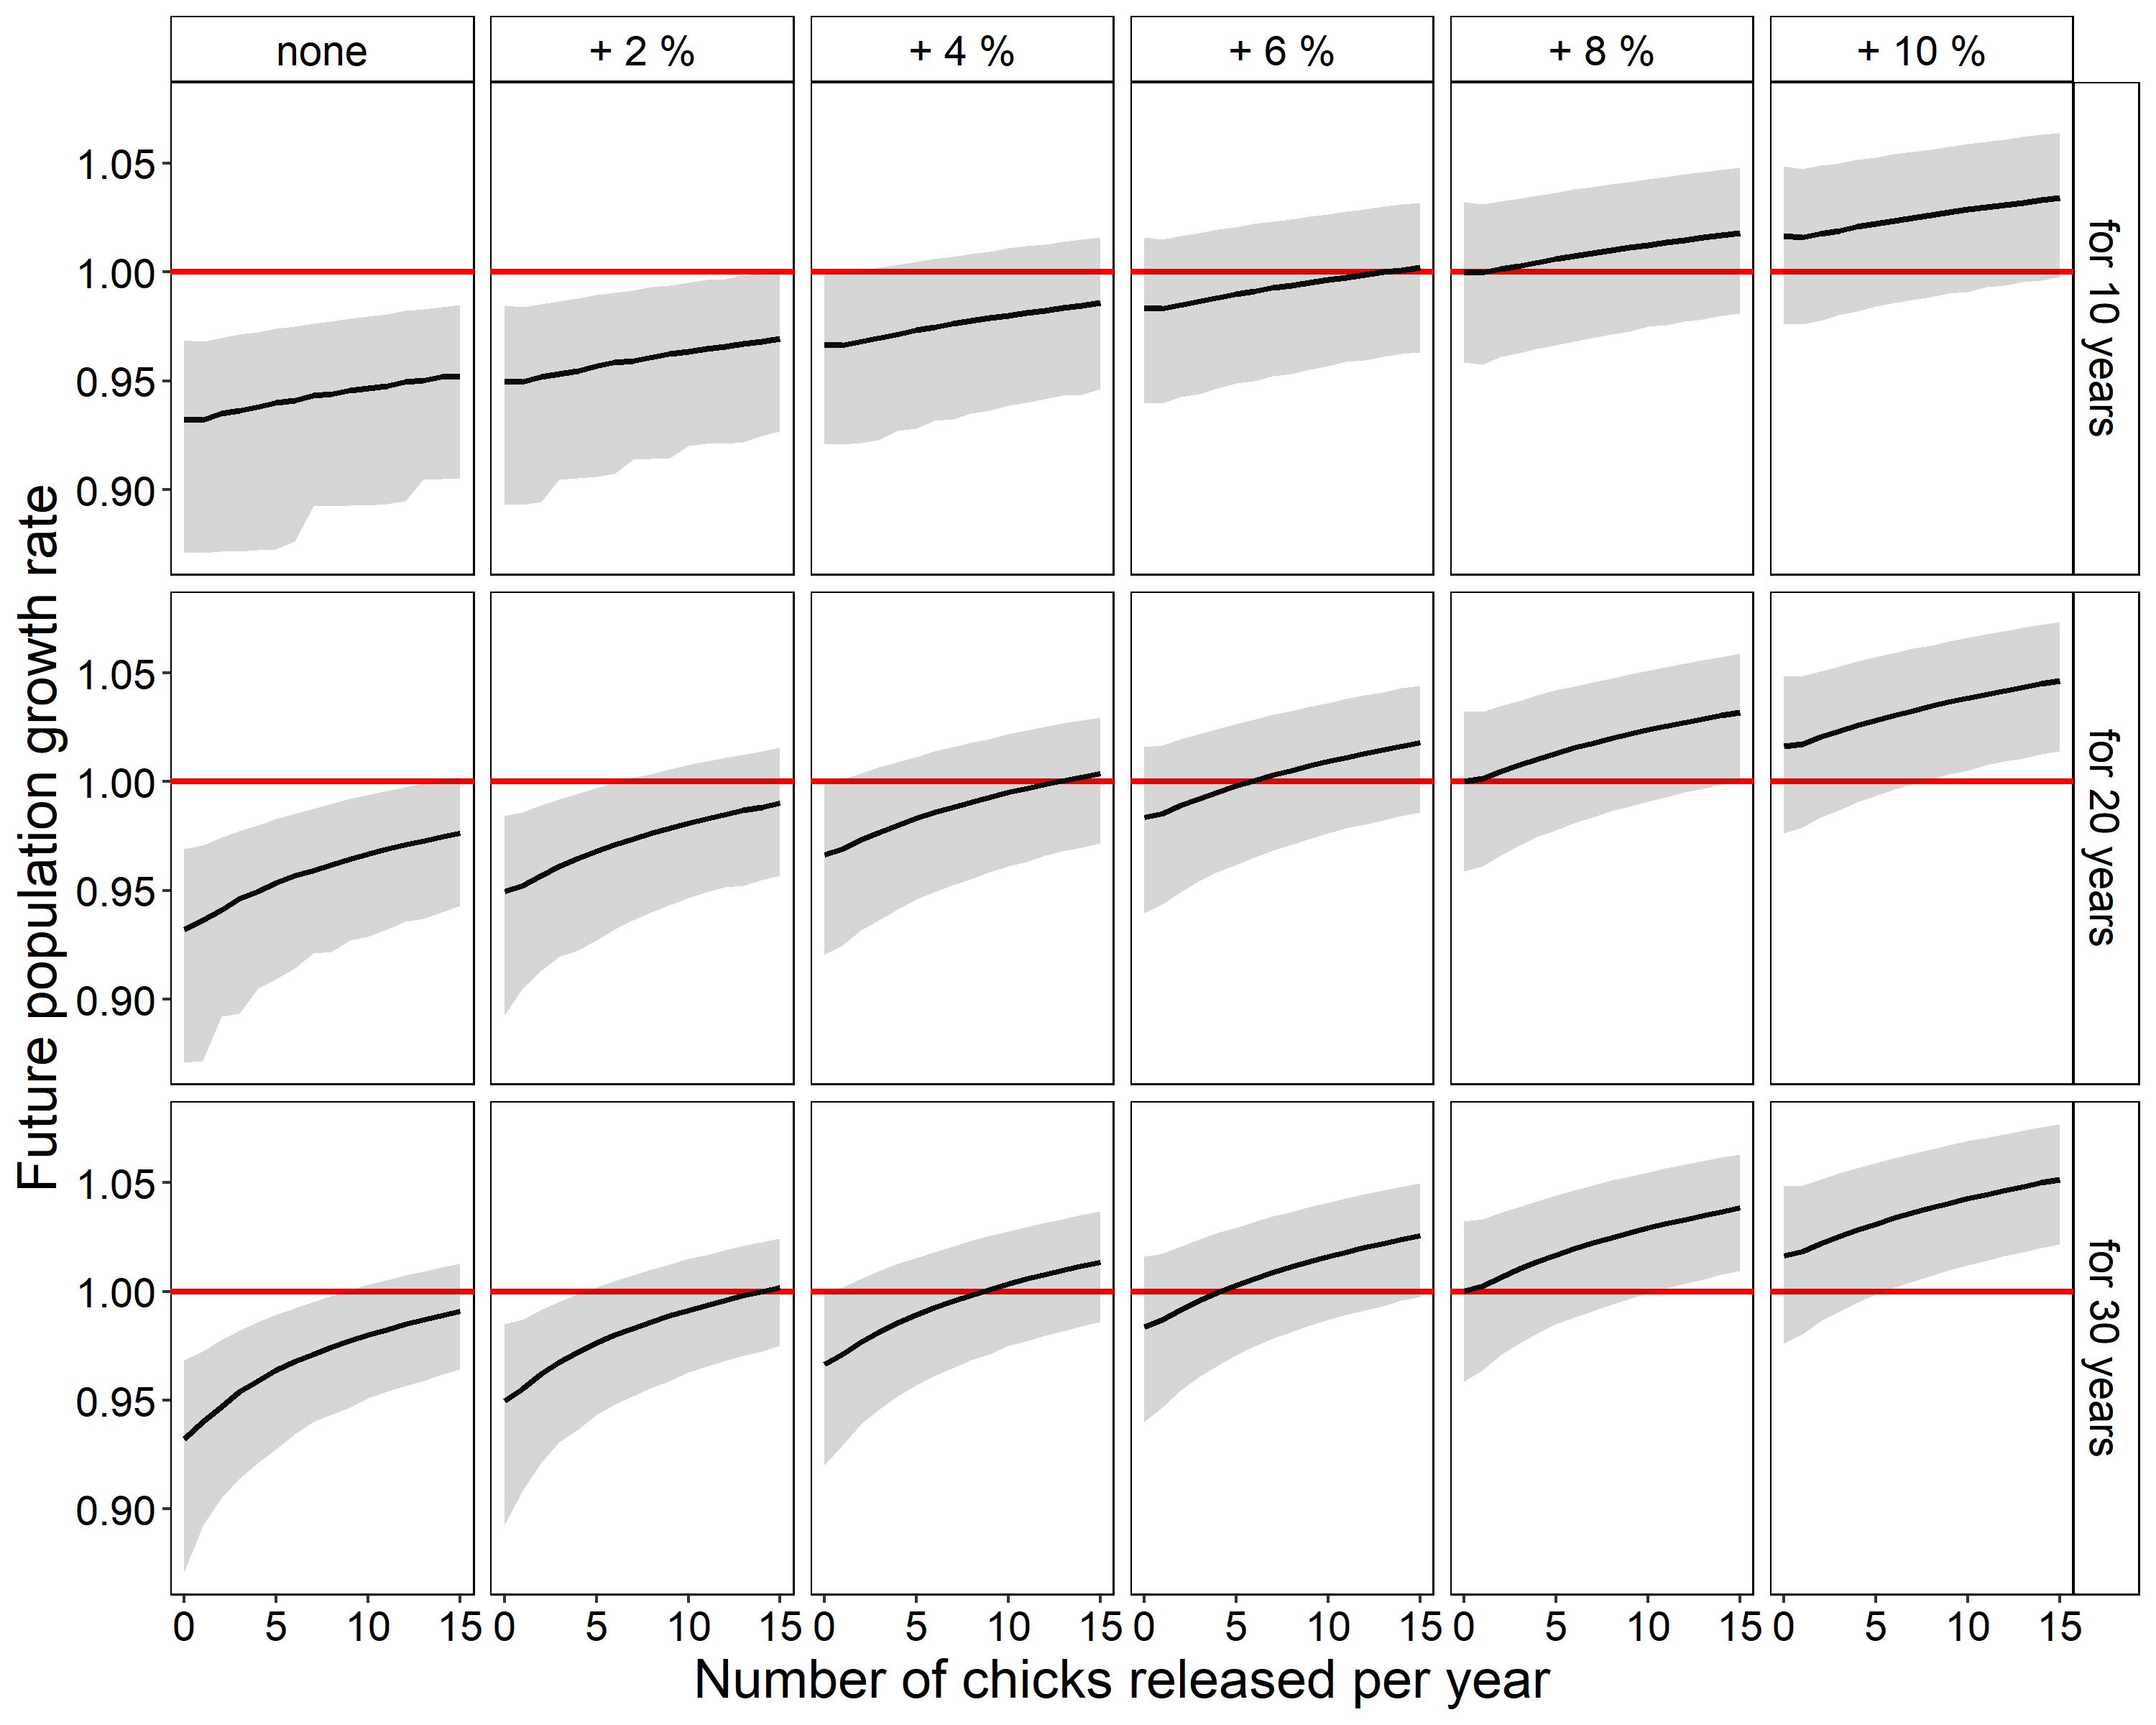 none + 2 % + 4 % + 6 % + 8 % + 10 %
1.05
1.00
0.95
0.90
for 10 years
1.05
1.00
0.95
0.90
for 20 years
1.05
1.00
0.95
0.90
for 30 years
Future population growth rate
0 5 10 15 0 5 10 15 0 5 10 15 0 5 10 15 0 5 10 15 0 5 10 15
Number of chicks released per year